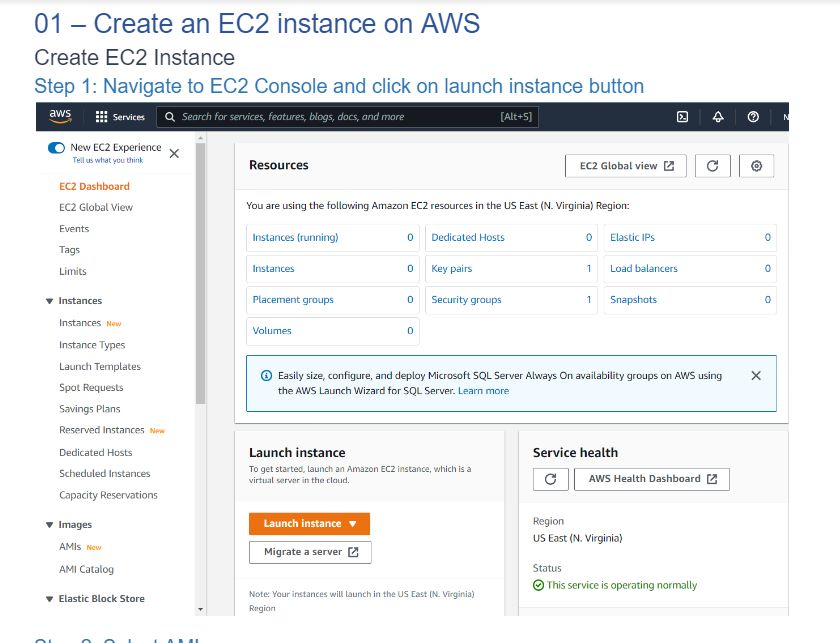 01 – Create an EC2 instance on AWS
Create EC2 Instance
Step 1: Navigate to EC2 Console and click on launch instance button
aws
Services
Search for services, features, blogs, docs, and more
[Alt+S]
N
New EC2 Experience
Tell us what you think
EC2 Dashboard
EC2 Global View
Events
Tags
Limits
Instances
Instances New
Instance Types
Launch Templates
Spot Requests
Savings Plans
Reserved Instances New
Dedicated Hosts
Scheduled Instances
Capacity Reservations
Images
AMIs New
AMI Catalog
Elastic Block Store
Resources
EC2 Global view
You are using the following Amazon EC2 resources in the US East (N. Virginia) Region:
Instances (running) 0
Dedicated Hosts 0
Elastic IPs 0
Instances 0
Key pairs 1
Load balancers 0
Placement groups 0
Security groups 1
Snapshots 0
Volumes 0
Easily size, configure, and deploy Microsoft SQL Server Always On availability groups on AWS using
the AWS Launch Wizard for SQL Server. Learn more
Launch instance
To get started, launch an Amazon EC2 instance, which is a
virtual server in the cloud.
Launch instance
Migrate a server
Note: Your instances will launch in the US East (N. Virginia)
Region
Service health
AWS Health Dashboard
Region
US East (N. Virginia)
Status
This service is operating normally